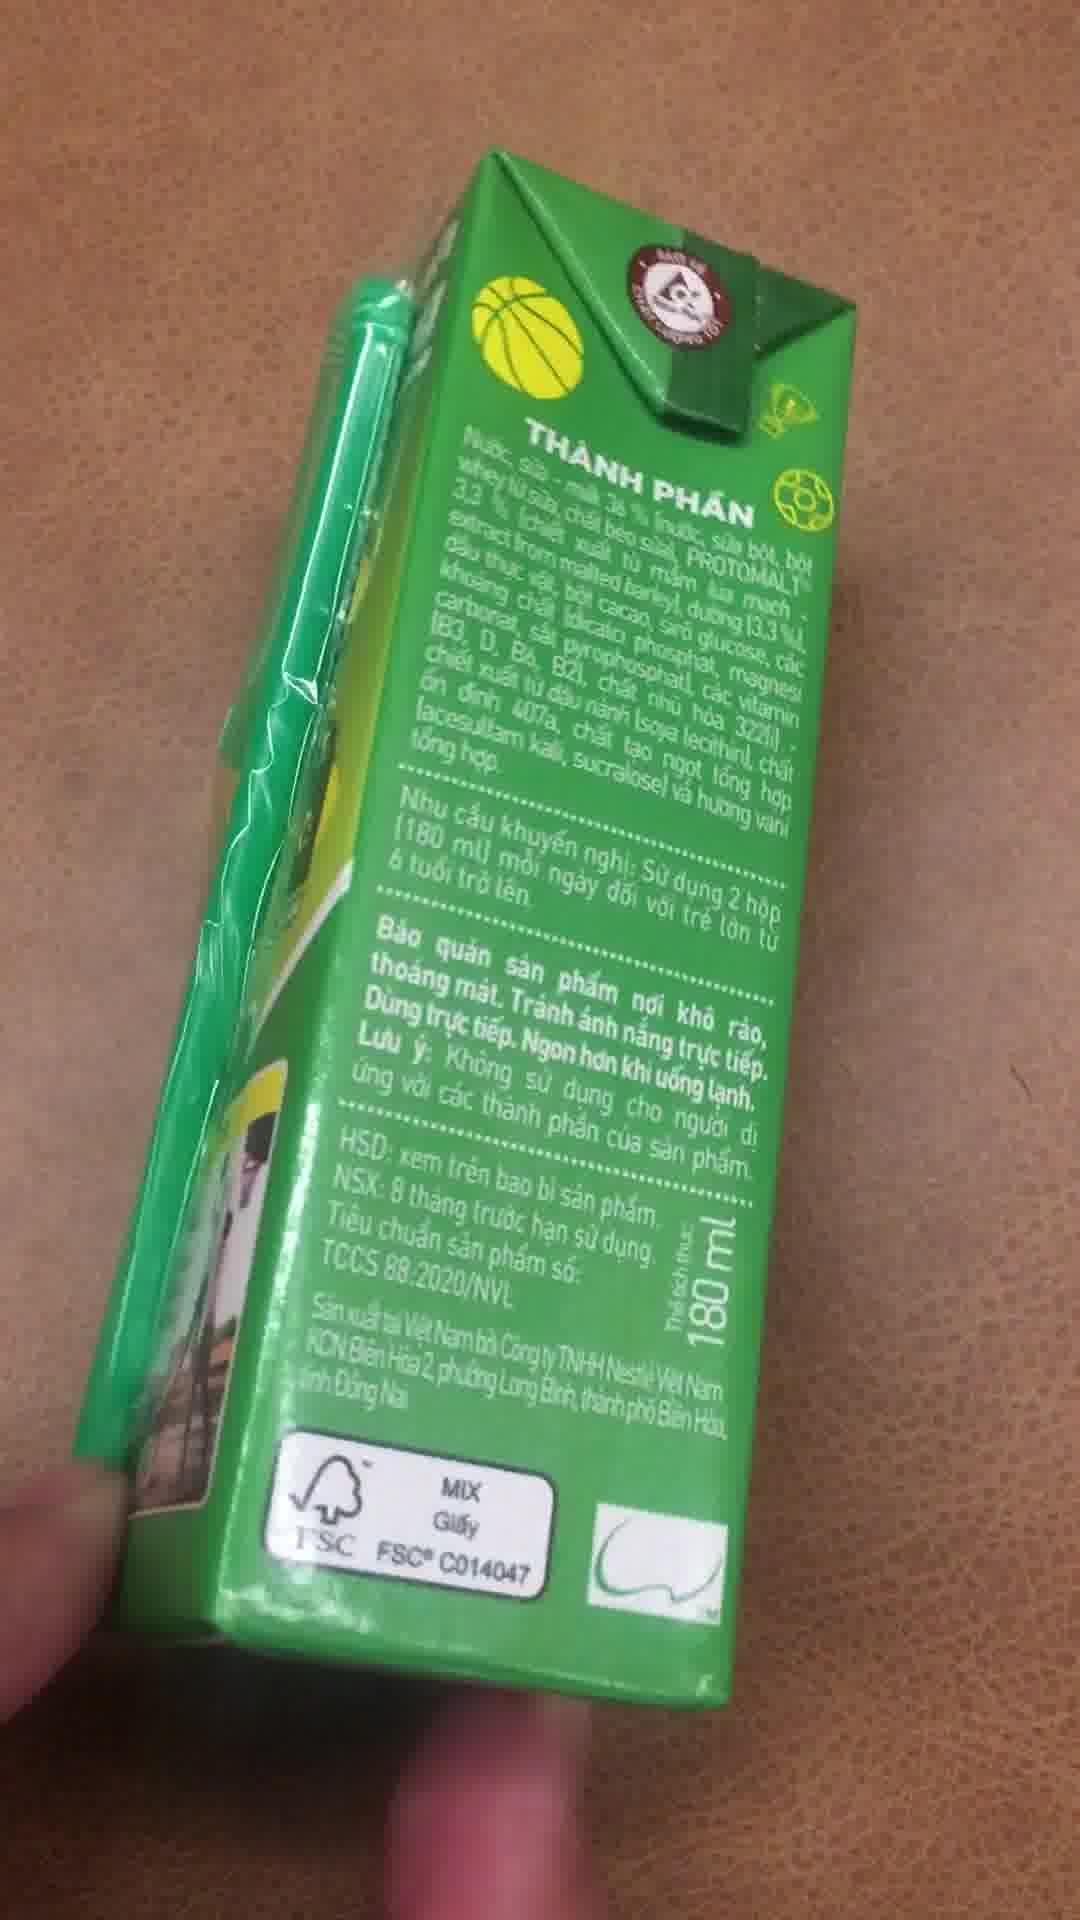 THÀNH PHẦN
Nước, sữa - milk 36 % (nước, sữa bột, bột
whey từ sữa, chất béo sữa), PROTOMALT®
3,3 % (chiết xuất từ mầm lúa mạch -
extract from malted barley), đường (3,3 %),
dầu thực vật, bột cacao, sirô glucose, các
khoáng chất (dicalci phosphat, magnesi
carbonat, sắt pyrophosphat), các vitamin
(B3, D, B6, B2), chất nhũ hóa 322(i) -
chiết xuất từ dầu nành (soya lecithin), chất
ổn định 407a, chất tạo ngọt tổng hợp
(acesulfam kali, sucralose) và hương vani
tổng hợp.
Nhu cầu khuyến nghị: Sử dụng 2 hộp
(180 ml) mỗi ngày đối với trẻ lớn từ
6 tuổi trở lên.
Bảo quản sản phẩm nơi khô ráo,
thoáng mát. Tránh ánh nắng trực tiếp.
Dùng trực tiếp. Ngon hơn khi uống lạnh.
Lưu ý: Không sử dụng cho người dị
ứng với các thành phần của sản phẩm.
HSD: xem trên bao bì sản phẩm.
NSX: 8 tháng trước hạn sử dụng.
Tiêu chuẩn sản phẩm số:
TCCS 88:2020/NVL
Thể tích thực:
180 ml
Sản xuất tại Việt Nam bởi Công ty TNHH Nestlé Việt Nam
KCN Biên Hòa 2, phường Long Bình, thành phố Biên Hòa,
tỉnh Đồng Nai
FSC
MIX
Giấy
FSC® C014047